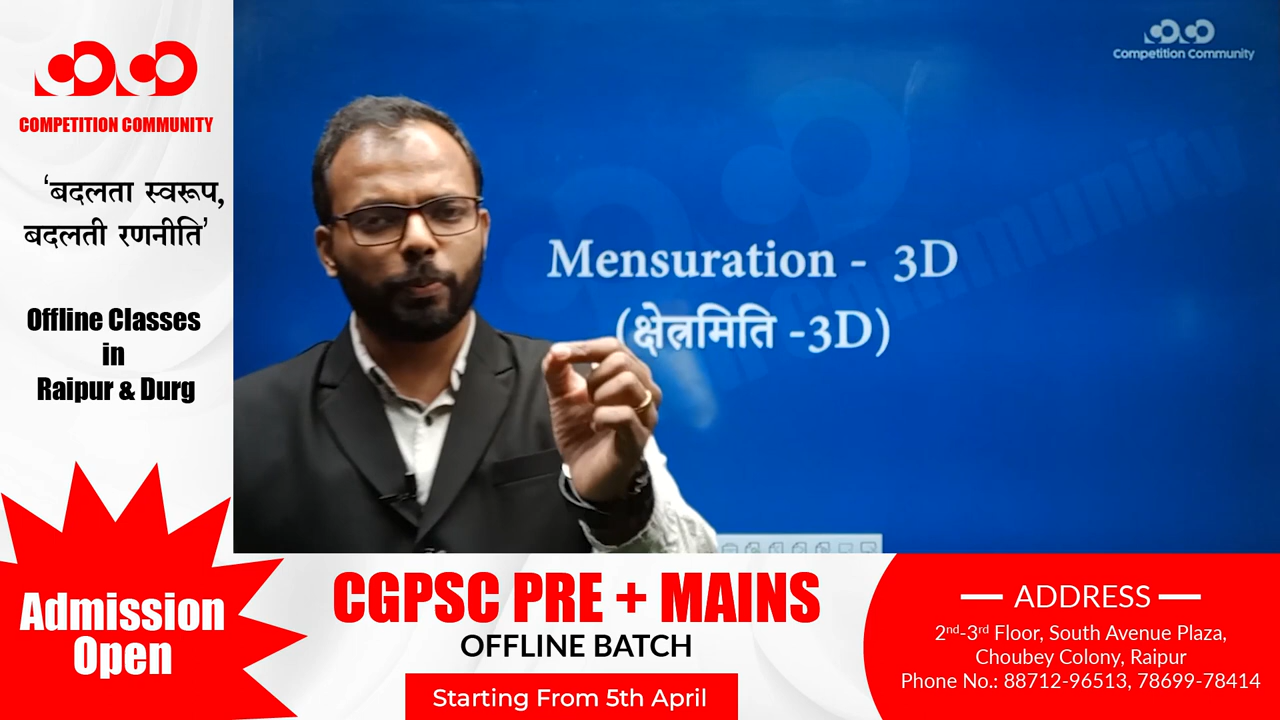 COMPETITION COMMUNITY
‘बदलता स्वरूप,
बदलती रणनीति’
Offline Classes
in
Raipur & Durg
Admission
Open
Competition Community
Mensuration - 3D
(क्षेत्रमिति -3D)
community
CGPSC PRE + MAINS
OFFLINE BATCH
Starting From 5th April
ADDRESS
2nd-3rd Floor, South Avenue Plaza,
Choubey Colony, Raipur
Phone No.: 88712-96513, 78699-78414